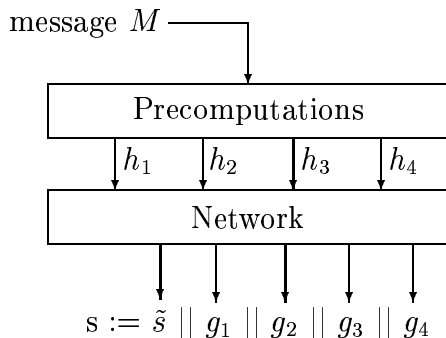 message M
Precomputations
h₁ h₂ h₃ h₄
Network
s := s̃ || g₁ || g₂ || g₃ || g₄